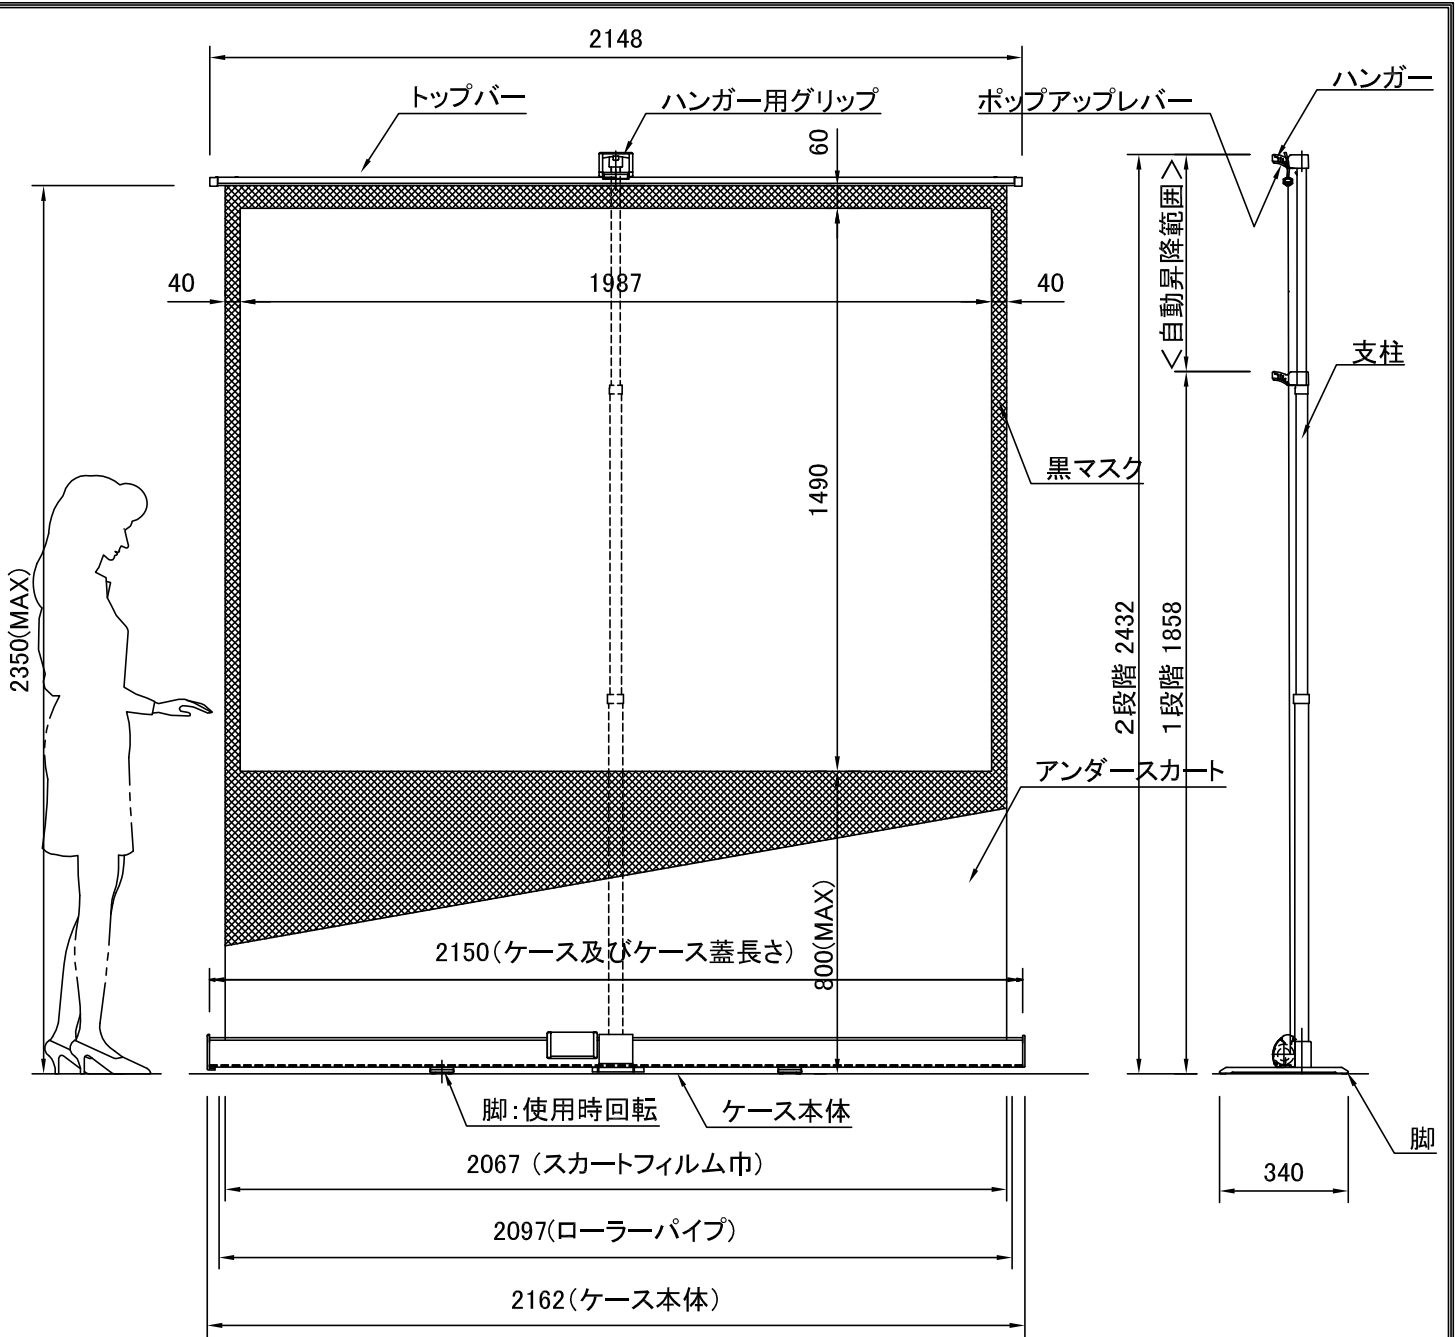 2148
トップバー
ハンガー用グリップ
ポップアップレバー
ハンガー
60
<自動昇降範囲>
40
1987
40
支柱
黒マスク
1490
2350(MAX)
2段階 2432
1段階 1858
アンダースカート
800(MAX)
2150(ケース及びケース蓋長さ)
脚:使用時回転
ケース本体
脚
2067 (スカートフィルム巾)
340
2097(ローラーパイプ)
2162(ケース本体)